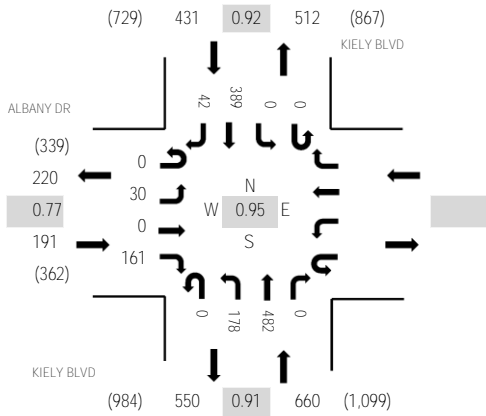 (729) 431 0.92 512 (867)
KIELY BLVD
42 389 0 0
ALBANY DR
(339)
0
220
30
N
0.77
W 0.95 E
0
191
S
161
(362)
0 178 482 0
KIELY BLVD
(984) 550 0.91 660 (1,099)